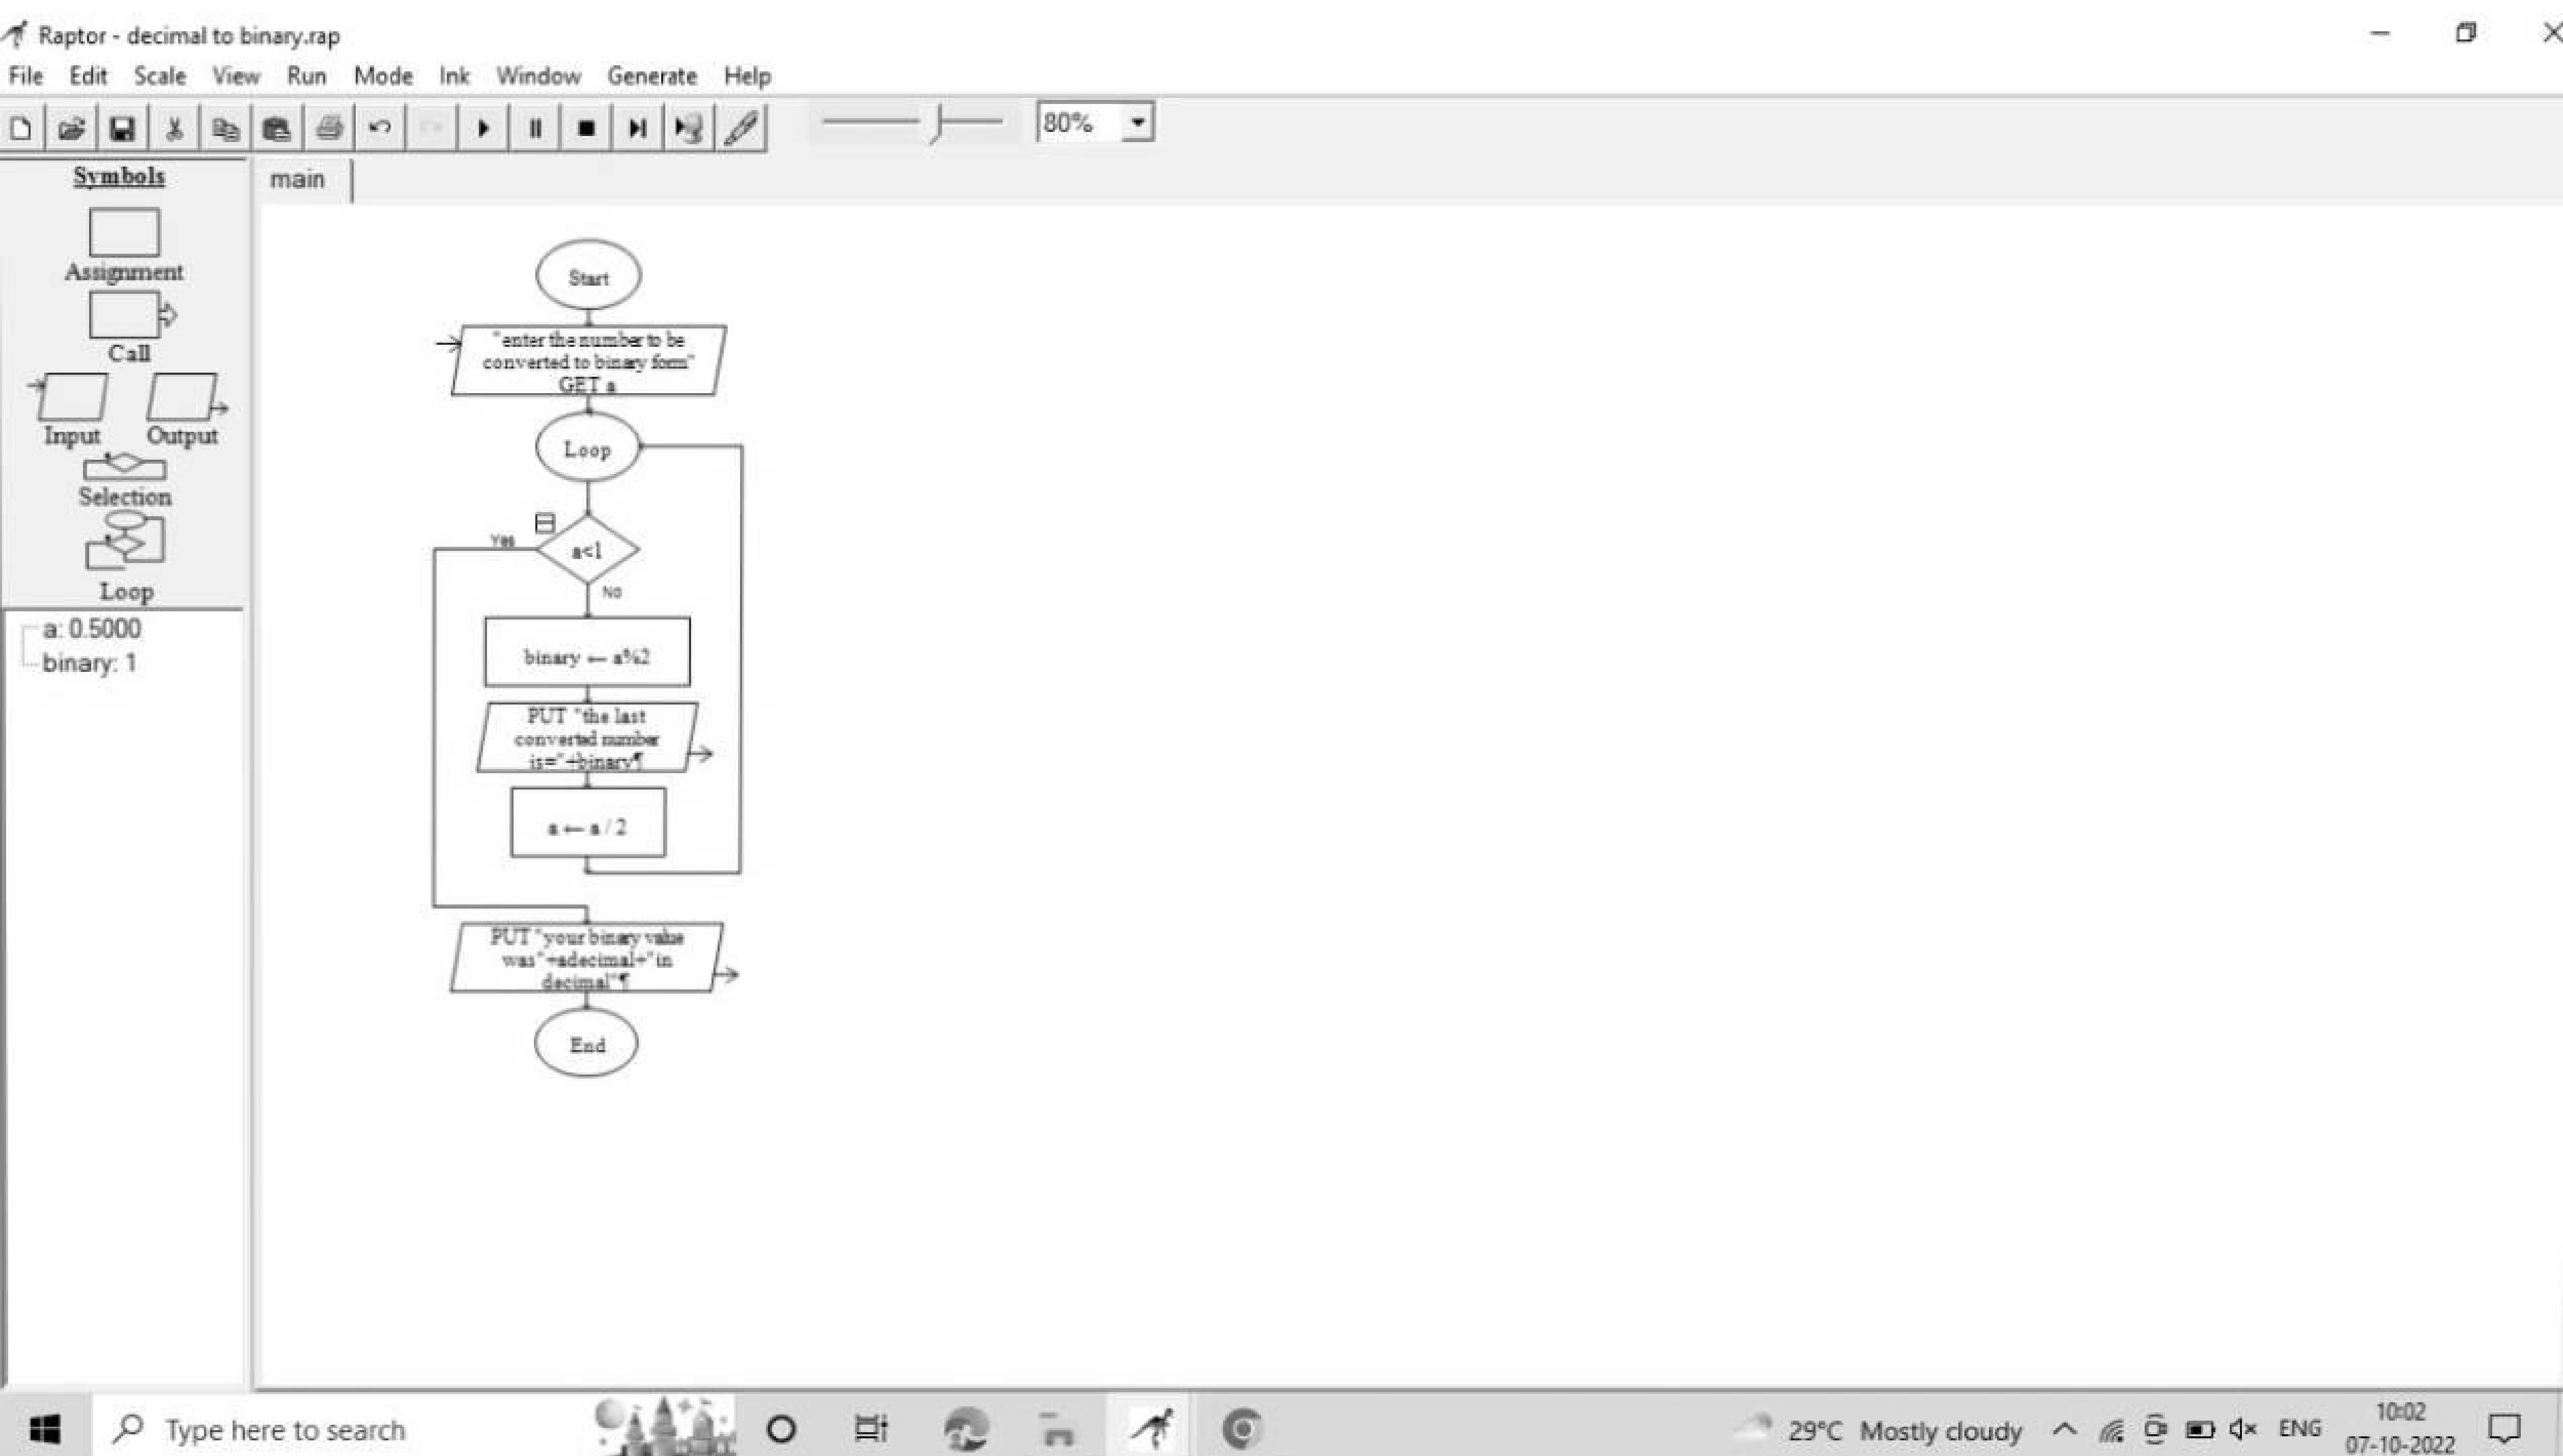 Raptor - decimal to binary.rap
File Edit Scale View Run Mode Ink Window Generate Help
80%
Symbols
main
Assignment
Call
Input Output
Selection
Loop
a: 0.5000
binary: 1
Start
"enter the number to be
converted to binary form"
GET a
Loop
a<1
Yes
No
binary ← a%2
PUT "the last
converted number
is="+binary¶
a ← a / 2
PUT "your binary value
was"+adecimal+"in
decimal"¶
End
Type here to search
29°C Mostly cloudy
ENG
10:02
07-10-2022